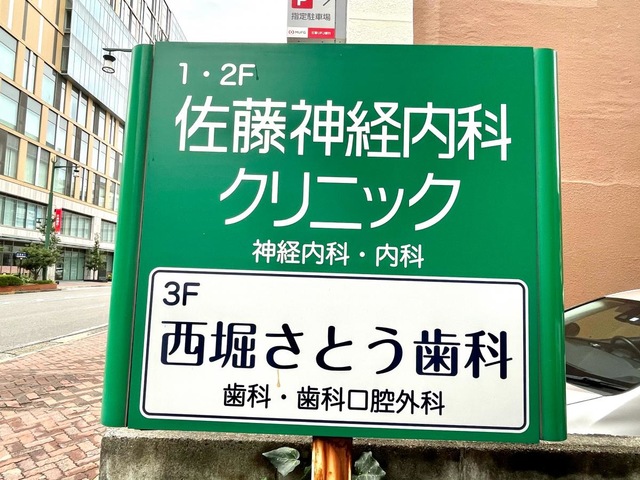 P
指定駐車場
1・2F
佐藤神経内科
クリニック
神経内科・内科
3F
西堀さとう歯科
歯科・歯科口腔外科